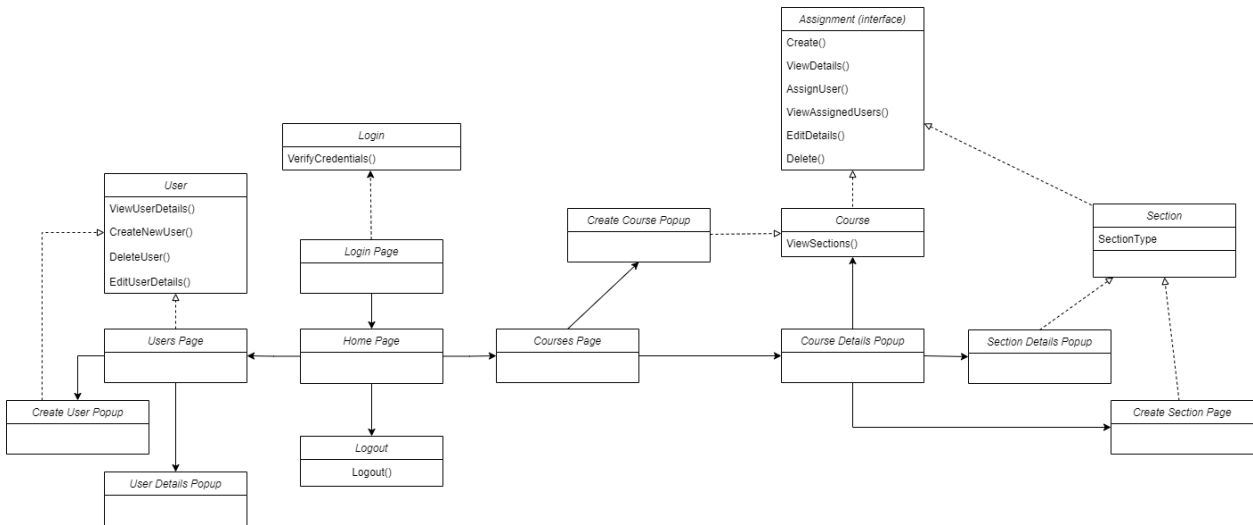 Assignment (interface)
Create()
ViewDetails()
AssignUser()
ViewAssignedUsers()
EditDetails()
Delete()
Login
VerifyCredentials()
User
ViewUserDetails()
CreateNewUser()
DeleteUser()
EditUserDetails()
Create Course Popup
Course
ViewSections()
Section
SectionType
Login Page
Users Page
Home Page
Courses Page
Course Details Popup
Section Details Popup
Create User Popup
Create Section Page
Logout
Logout()
User Details Popup